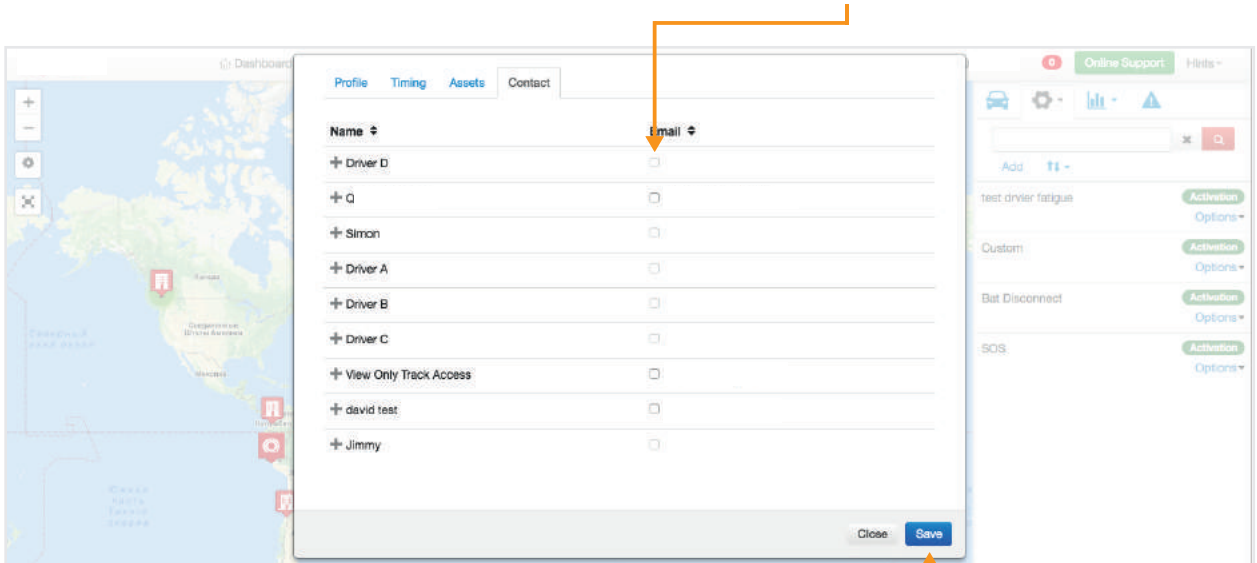 Dashboard
0
Online Support
Hints
Profile Timing Assets Contact
Name Email
Driver D
Q
Simon
Driver A
Driver B
Driver C
View Only Track Access
david test
Jimmy
Close Save
Add
test drvier fatigue Activation
Options
Custom Activation
Options
Bat Disconnect Activation
Options
SOS Activation
Options